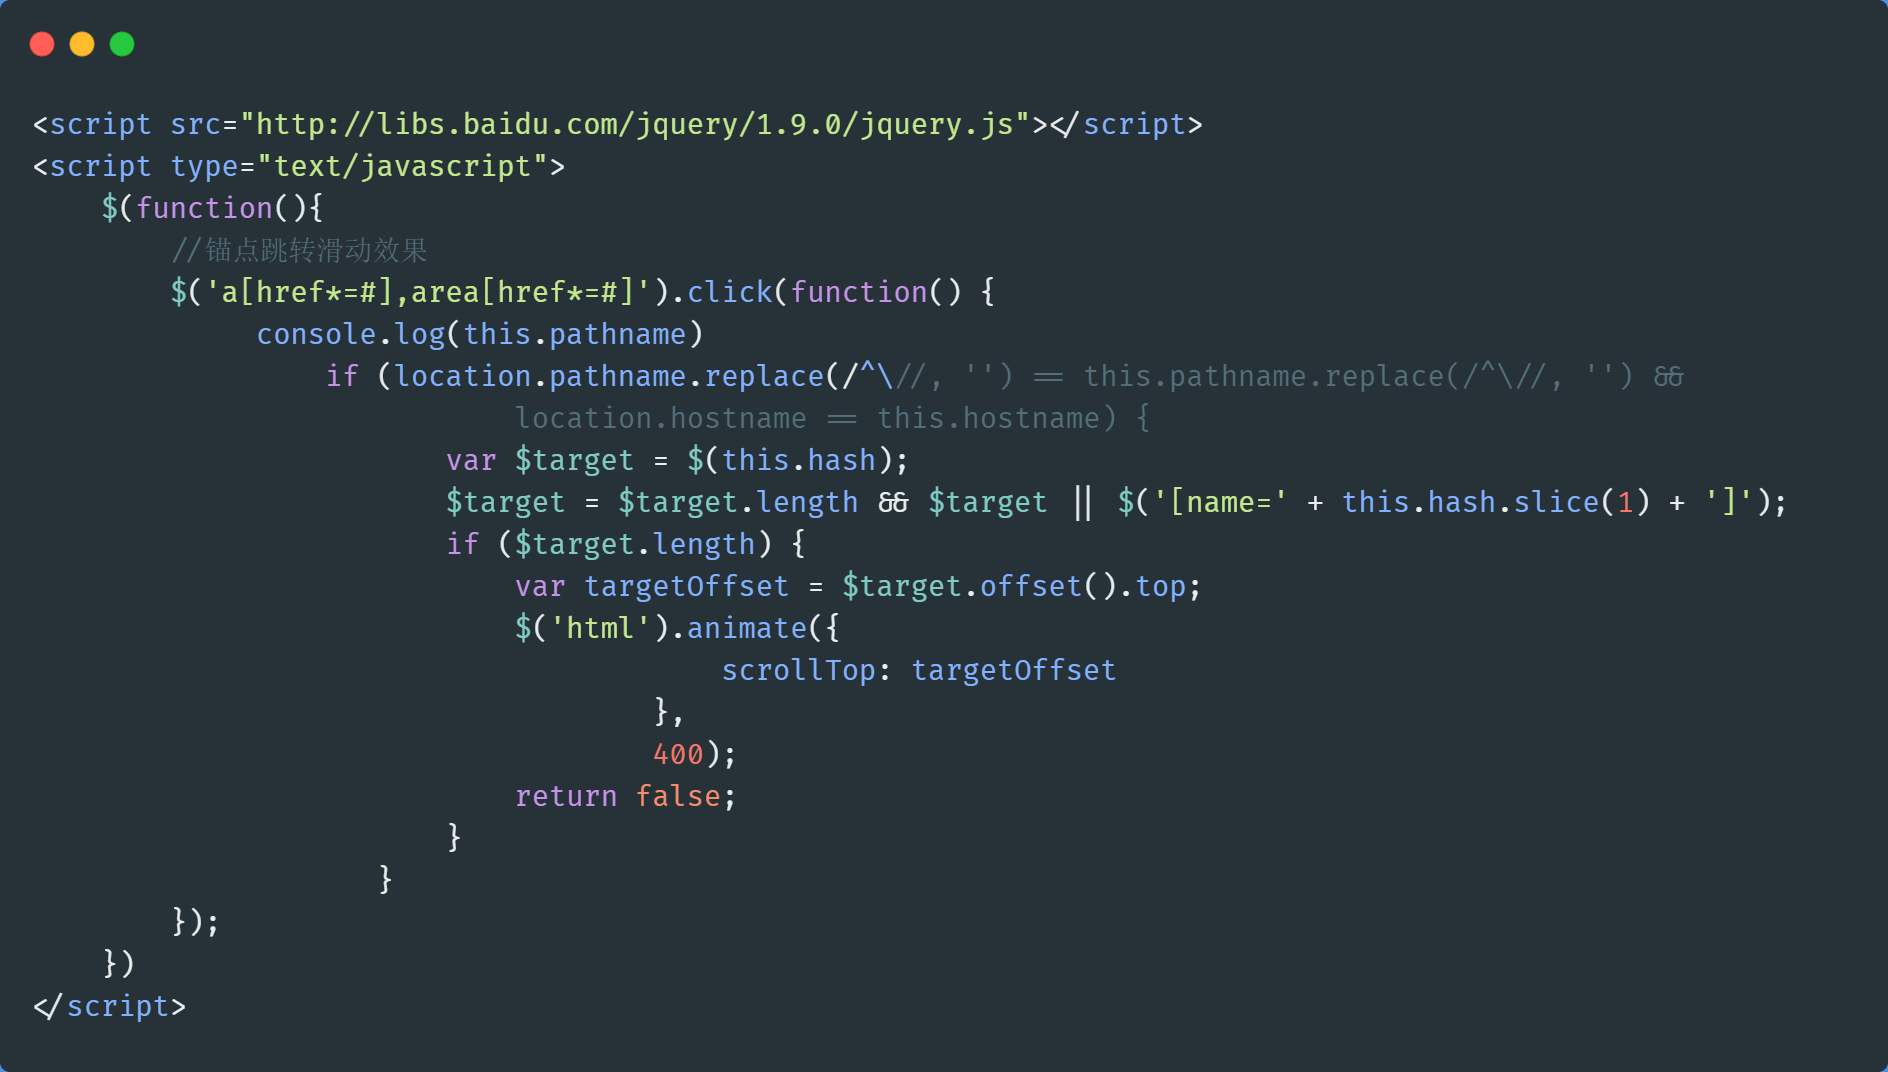 <script src="http://libs.baidu.com/jquery/1.9.0/jquery.js"></script>
<script type="text/javascript">
    $(function(){
        //锚点跳转滑动效果
        $('a[href*=#],area[href*=#]').click(function() {
             console.log(this.pathname)
                 if (location.pathname.replace(/^\//, '') == this.pathname.replace(/^\//, '') &&
                            location.hostname == this.hostname) {
                        var $target = $(this.hash);
                        $target = $target.length && $target || $('[name=' + this.hash.slice(1) + ']');
                        if ($target.length) {
                            var targetOffset = $target.offset().top;
                            $('html').animate({
                                        scrollTop: targetOffset
                                    },
                                    400);
                            return false;
                        }
                    }
        });
    })
</script>